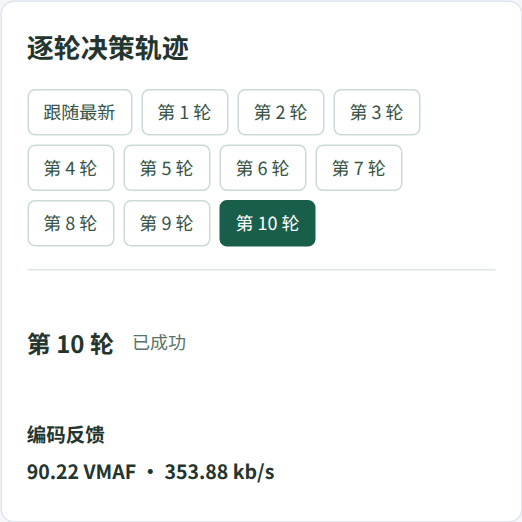 逐轮决策轨迹
跟随最新 第 1 轮 第 2 轮 第 3 轮
第 4 轮 第 5 轮 第 6 轮 第 7 轮
第 8 轮 第 9 轮 第 10 轮
第 10 轮 已成功
编码反馈
90.22 VMAF · 353.88 kb/s